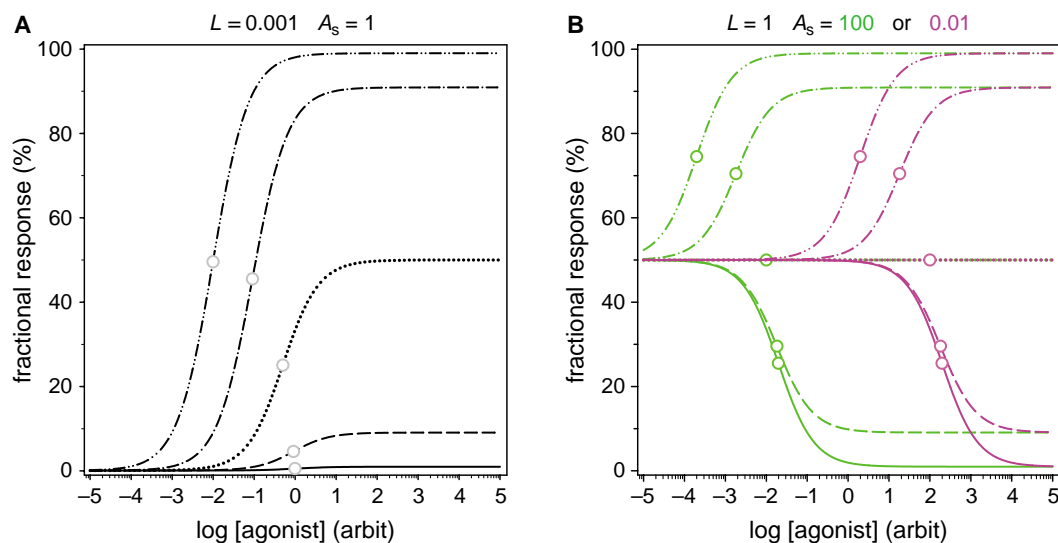 A
L = 0.001 A_s = 1
fractional response (%)
100
80
60
40
20
0
–5 –4 –3 –2 –1 0 1 2 3 4 5
log [agonist] (arbit)
B
L = 1 A_s = 100 or 0.01
fractional response (%)
100
80
60
40
20
0
–5 –4 –3 –2 –1 0 1 2 3 4 5
log [agonist] (arbit)